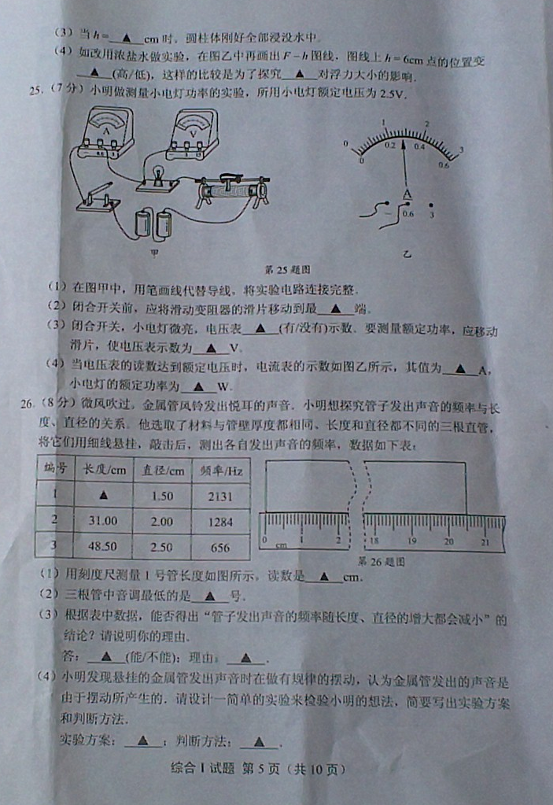 (3) 当h=▲cm时，圆柱体刚好全部浸没水中.
(4) 如改用浓盐水做实验，在图乙中再画出F－h图线，图线上h=6cm点的位置变
▲(高/低)，这样的比较是为了探究▲对浮力大小的影响.
25.(7分) 小明做测量小电灯功率的实验，所用小电灯额定电压为2.5V.
A
V
0 1 2 3
0 0.2 0.4 0.6
A
－ 0.6 3
甲
乙
第25题图
(1) 在图甲中，用笔画线代替导线，将实验电路连接完整.
(2) 闭合开关前，应将滑动变阻器的滑片移动到最▲端.
(3) 闭合开关，小电灯微亮，电压表▲(有/没有)示数. 要测量额定功率，应移动
滑片，使电压表示数为▲V.
(4) 当电压表的读数达到额定电压时，电流表的示数如图乙所示，其值为▲A，
小电灯的额定功率为▲W.
26.(8分) 微风吹过，金属管风铃发出悦耳的声音. 小明想探究管子发出声音的频率与长
度、直径的关系. 他选取了材料与管壁厚度都相同、长度和直径都不同的三根直管，
将它们用细线悬挂，敲击后，测出各自发出声音的频率，数据如下表：
编号 长度/cm 直径/cm 频率/Hz
1 ▲ 1.50 2131
2 31.00 2.00 1284
3 48.50 2.50 656
0 cm 1 2 18 19 20 21
第26题图
(1) 用刻度尺测量1号管长度如图所示，读数是▲cm.
(2) 三根管中音调最低的是▲号.
(3) 根据表中数据，能否得出“管子发出声音的频率随长度、直径的增大都会减小”的
结论？请说明你的理由.
答：▲(能/不能)；理由：▲.
(4) 小明发现悬挂的金属管发出声音时在做有规律的摆动，认为金属管发出的声音是
由于摆动所产生的. 请设计一简单的实验来检验小明的想法，简要写出实验方案
和判断方法.
实验方案：▲；判断方法：▲.
综合Ⅰ试题 第5页（共10页）